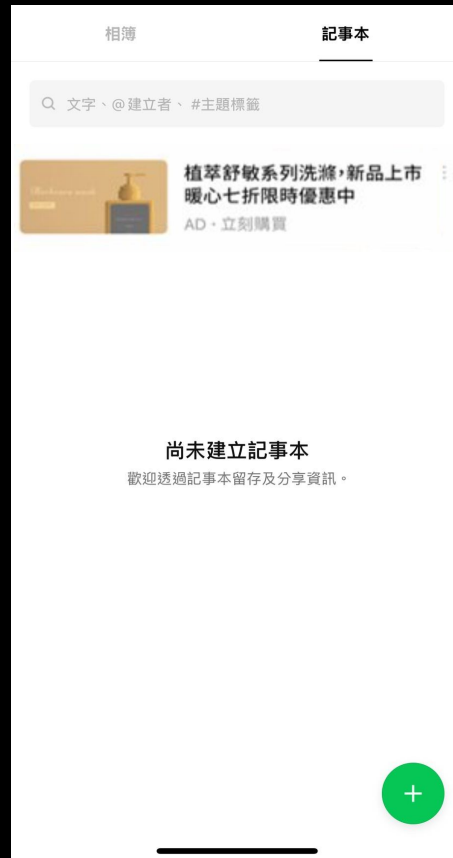 相簿
記事本
文字、@建立者、 #主題標籤
植萃舒敏系列洗滌，新品上市
暖心七折限時優惠中
AD・立刻購買
尚未建立記事本
歡迎透過記事本留存及分享資訊。
+